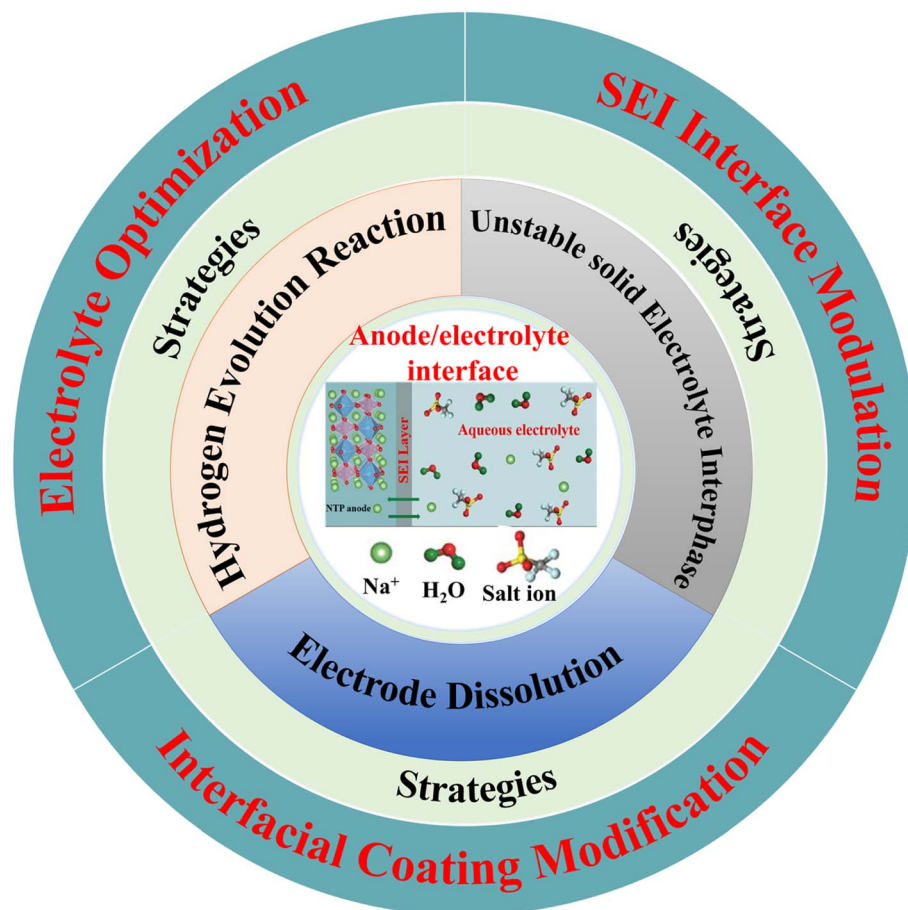 Electrolyte Optimization
SEI Interface Modulation
Interfacial Coating Modification
Strategies
Strategies
Strategies
Hydrogen Evolution Reaction
Unstable solid Electrolyte Interphase
Electrode Dissolution
Anode/electrolyte
interface
SEI Layer
Aqueous electrolyte
NTP anode
Na⁺
H₂O
Salt ion